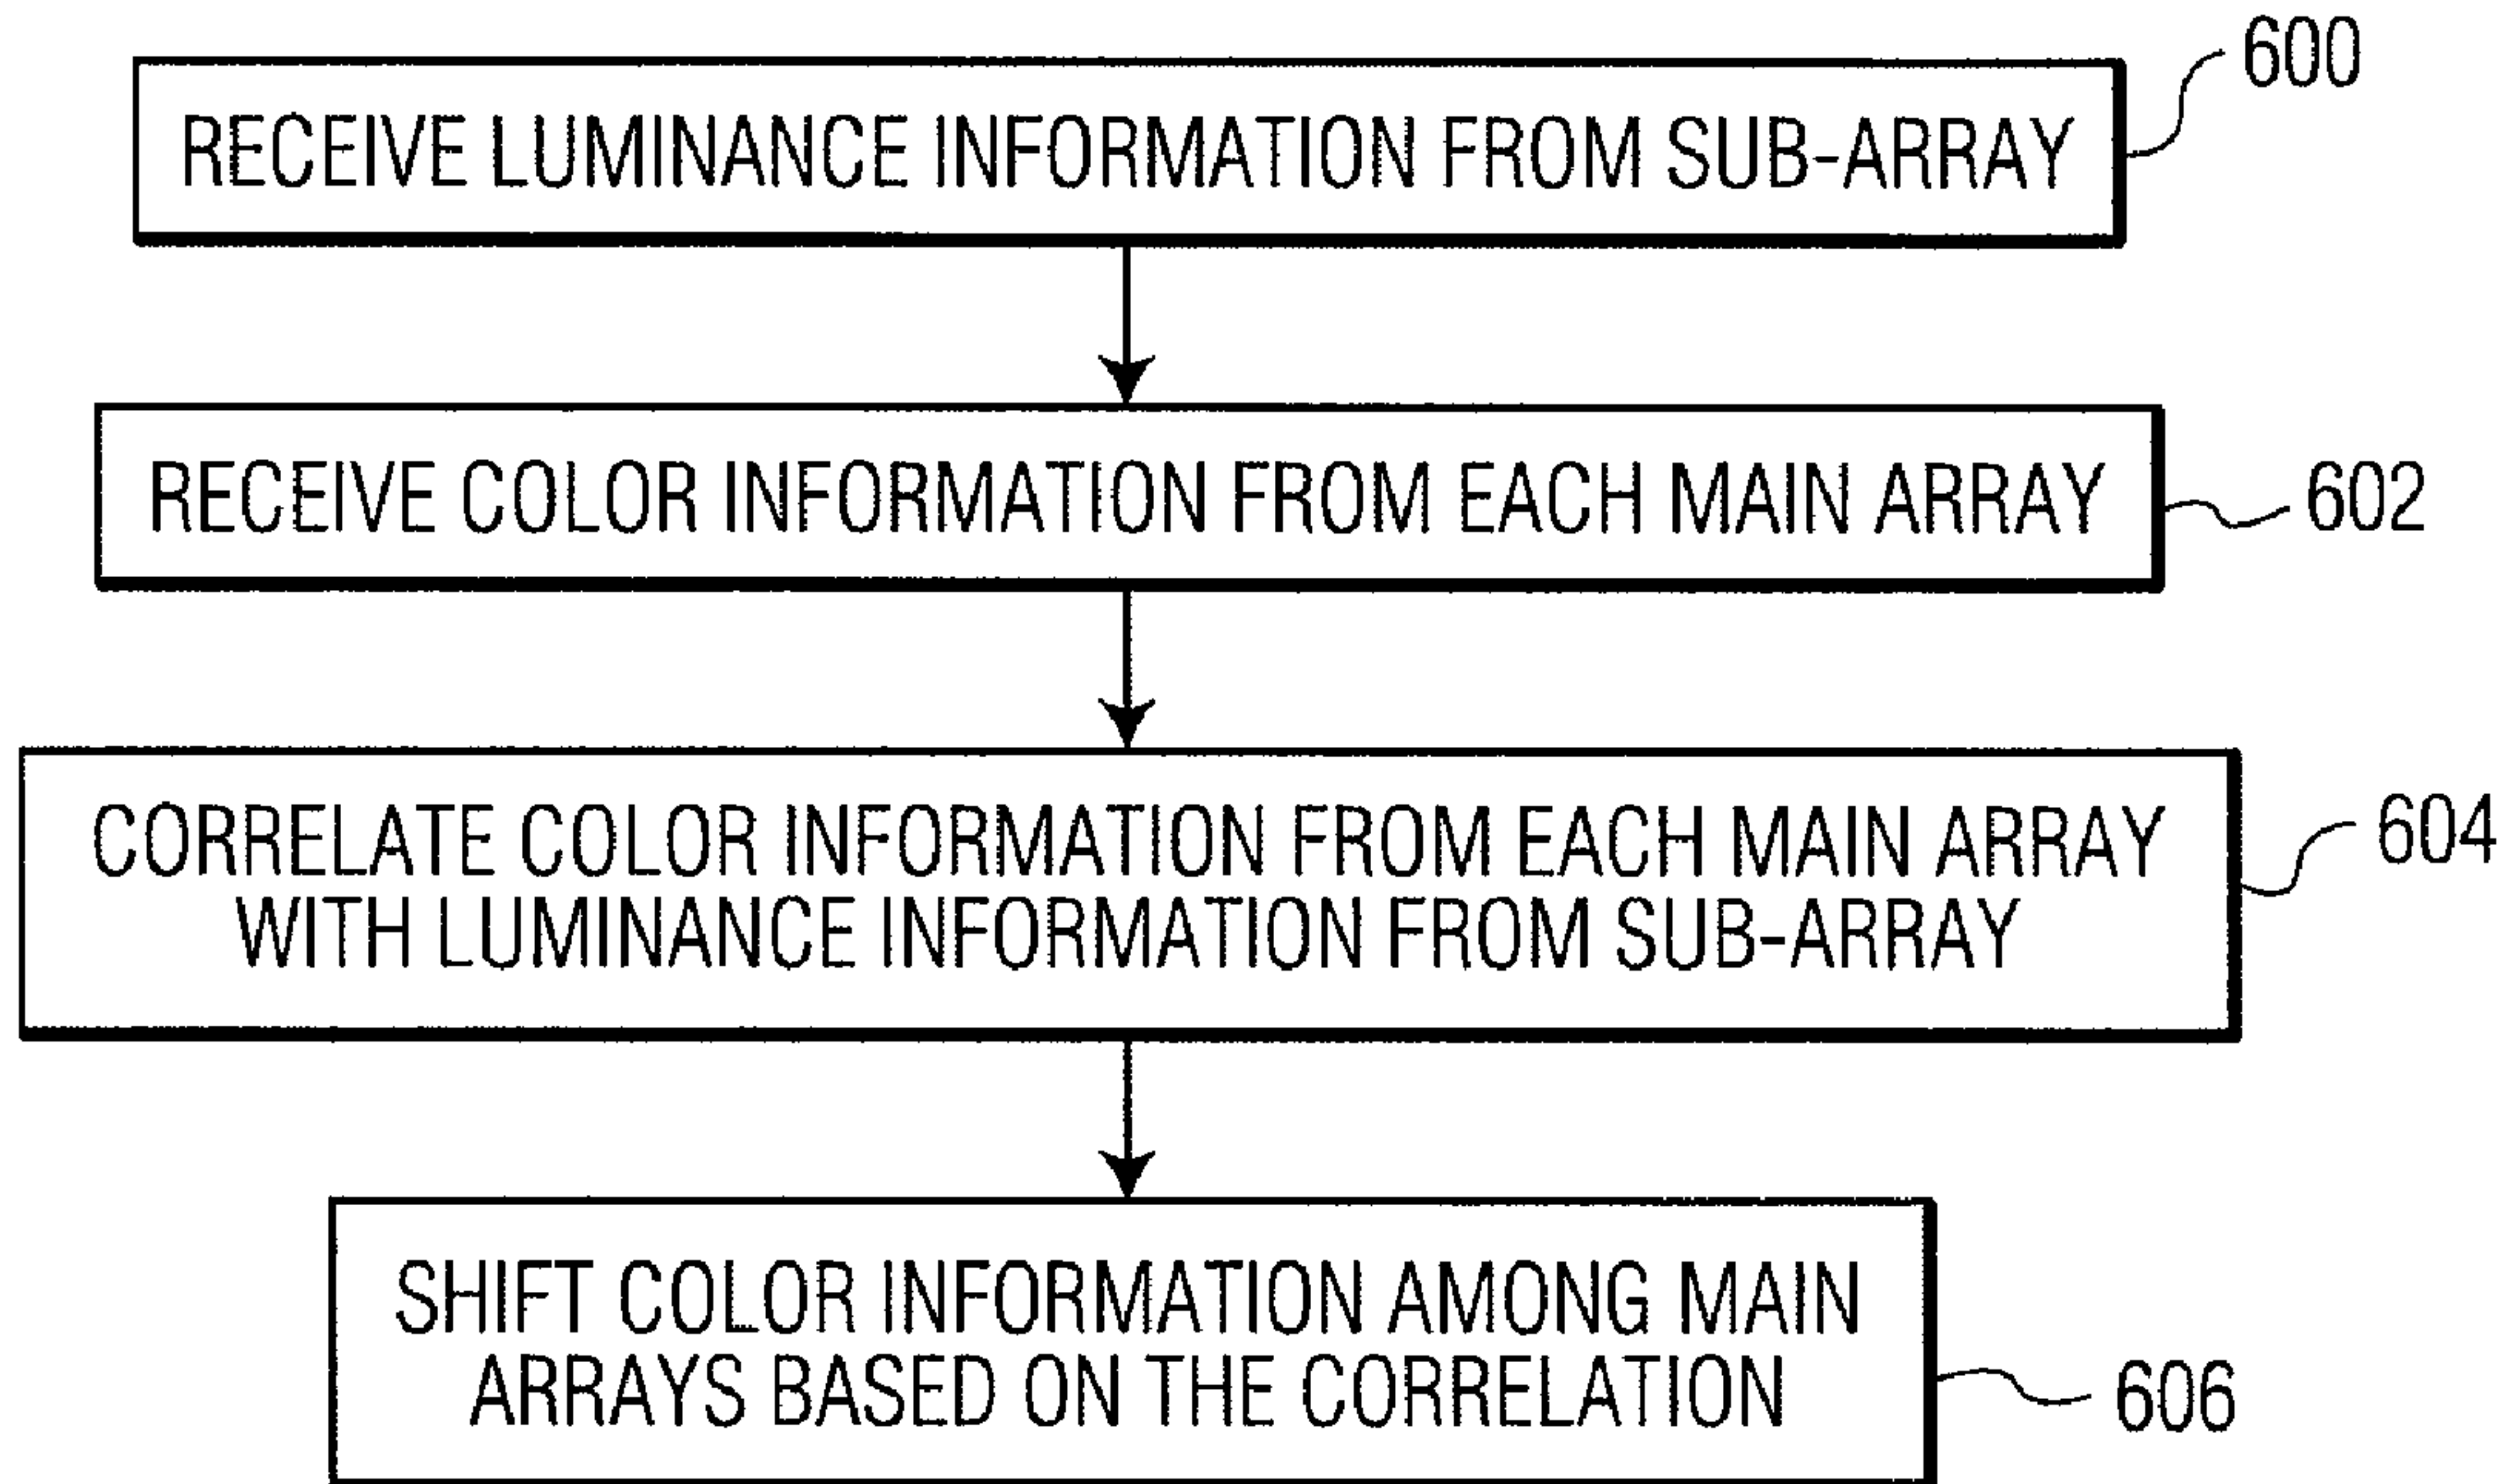 600
RECEIVE LUMINANCE INFORMATION FROM SUB-ARRAY
RECEIVE COLOR INFORMATION FROM EACH MAIN ARRAY
602
CORRELATE COLOR INFORMATION FROM EACH MAIN ARRAY
WITH LUMINANCE INFORMATION FROM SUB-ARRAY
604
SHIFT COLOR INFORMATION AMONG MAIN
ARRAYS BASED ON THE CORRELATION
606